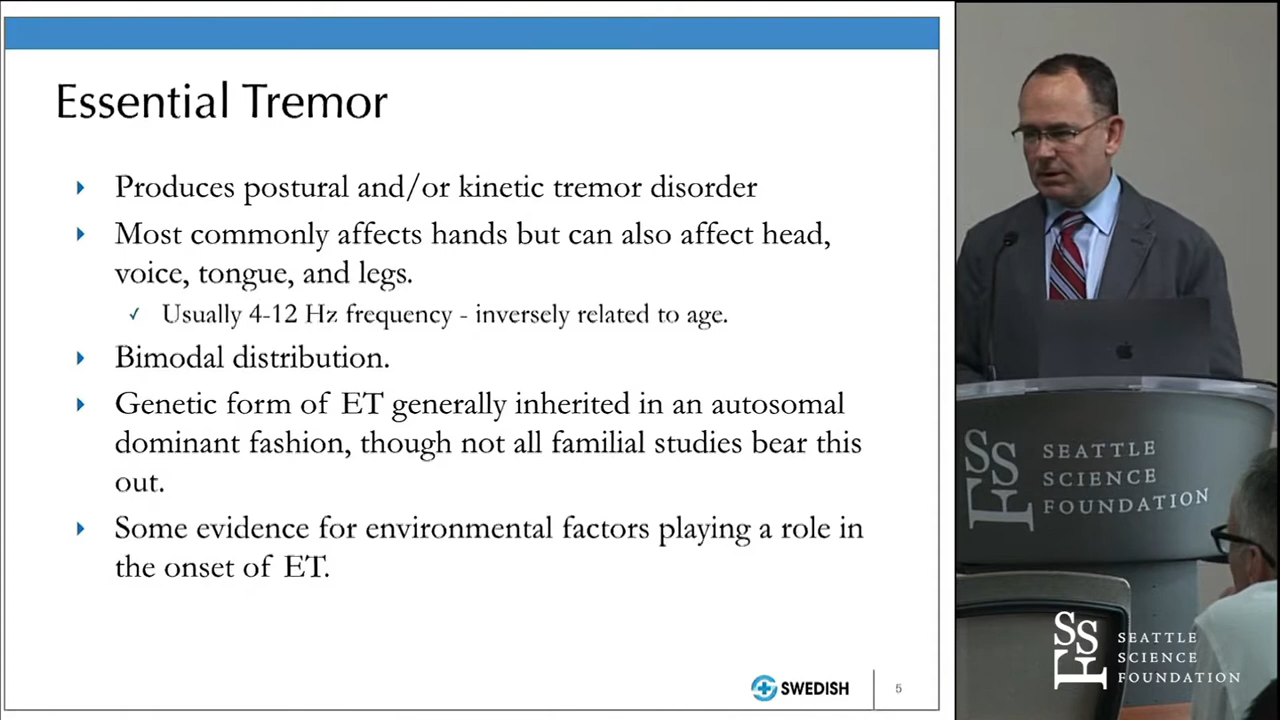 Essential Tremor
Produces postural and/or kinetic tremor disorder
Most commonly affects hands but can also affect head,
voice, tongue, and legs.
Usually 4-12 Hz frequency - inversely related to age.
Bimodal distribution.
Genetic form of ET generally inherited in an autosomal
dominant fashion, though not all familial studies bear this
out.
Some evidence for environmental factors playing a role in
the onset of ET.
SWEDISH
5
SSF
SEATTLE
SCIENCE
FOUNDATION
SSF
SEATTLE
SCIENCE
FOUNDATION